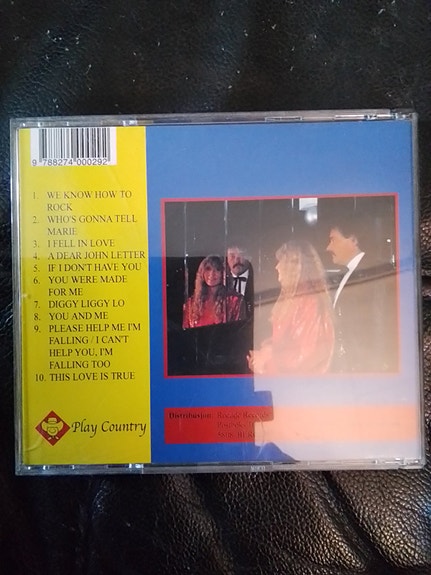 9 788274 000292
1. WE KNOW HOW TO
ROCK
2. WHO'S GONNA TELL
MARIE
3. I FELL IN LOVE
4. A DEAR JOHN LETTER
5. IF I DON'T HAVE YOU
6. YOU WERE MADE
FOR ME
7. DIGGY LIGGY LO
8. YOU AND ME
9. PLEASE HELP ME I'M
FALLING / I CAN'T
HELP YOU, I'M
FALLING TOO
10. THIS LOVE IS TRUE
Play Country
Distribusjon: